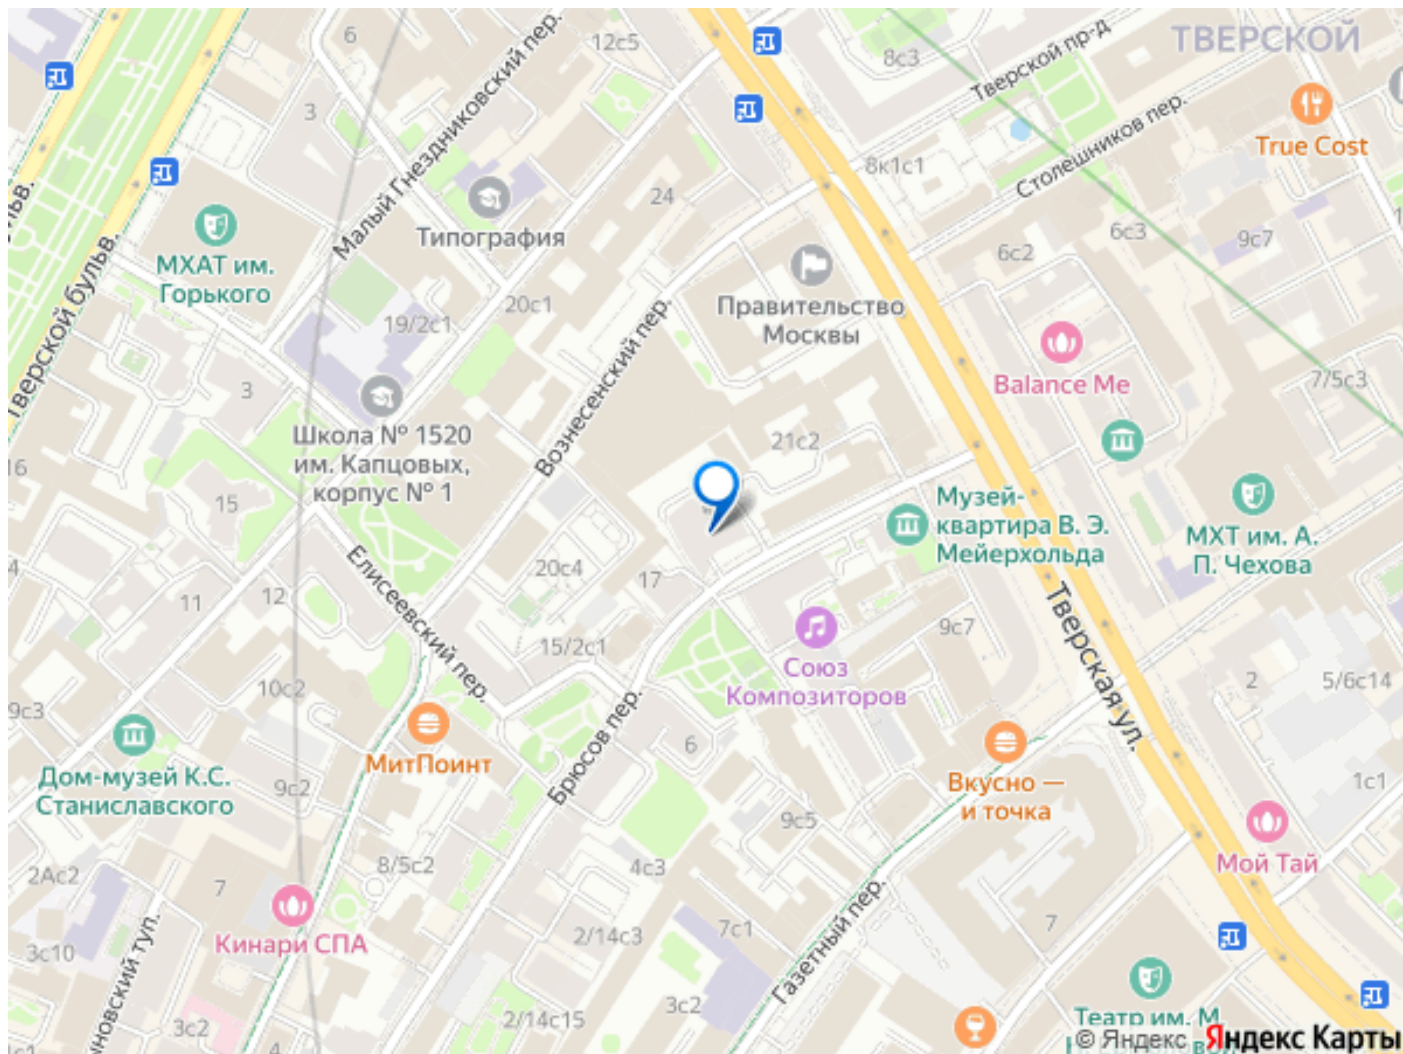 6
12с5
8с3
ТВЕРСКОЙ
Тверской пр-д
True Cost
Столешников пер.
3
Малый Гнездниковский пер.
24
8к1с1
Типография
МХАТ им.
Горького
Тверской бульв.
20с1
19/2с1
Правительство
Москвы
6с2
6с3
9с7
Balance Me
7/5с3
3
Вознесенский пер.
Школа № 1520
им. Капцовых,
корпус № 1
21с2
16
15
Музей-
квартира В. Э.
Мейерхольда
МХТ им. А.
П. Чехова
4
11
12
Елисеевский пер.
20с4
17
15/2с1
9с7
Тверская ул.
Союз
Композиторов
2
5/6с14
10с2
9с3
МитПоинт
Брюсов пер.
6
Дом-музей К.С.
Станиславского
9с2
Вкусно —
и точка
1с1
9с5
8/5с2
4с3
Мой Тай
2Ас2
7
Кинари СПА
3с10
2/14с3
7с1
Газетный пер.
7
3с2
2/14с15
3с2
4
Театр им. М.
© Яндекс Яндекс Карты